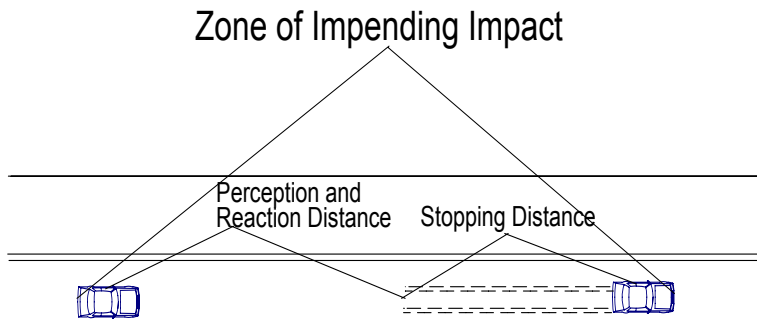 Zone of Impending Impact
Perception and
Reaction Distance
Stopping Distance